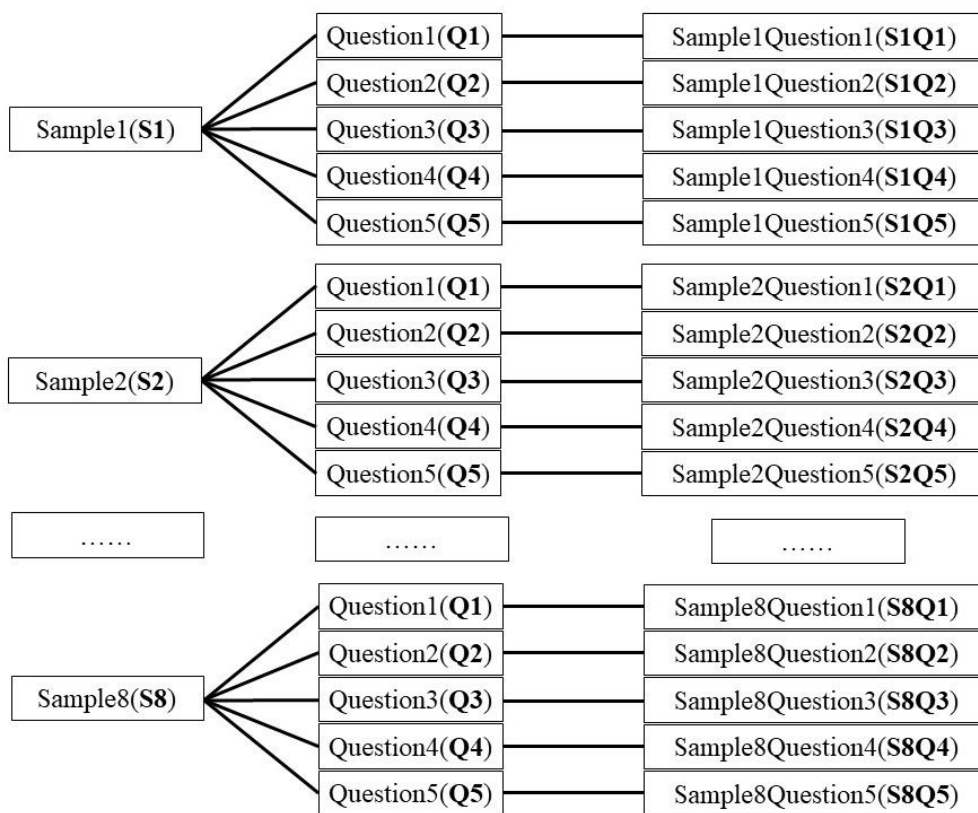 Question1(Q1) Sample1Question1(S1Q1)
Question2(Q2) Sample1Question2(S1Q2)
Sample1(S1) Question3(Q3) Sample1Question3(S1Q3)
Question4(Q4) Sample1Question4(S1Q4)
Question5(Q5) Sample1Question5(S1Q5)
Question1(Q1) Sample2Question1(S2Q1)
Question2(Q2) Sample2Question2(S2Q2)
Sample2(S2) Question3(Q3) Sample2Question3(S2Q3)
Question4(Q4) Sample2Question4(S2Q4)
Question5(Q5) Sample2Question5(S2Q5)
…… …… ……
Question1(Q1) Sample8Question1(S8Q1)
Question2(Q2) Sample8Question2(S8Q2)
Sample8(S8) Question3(Q3) Sample8Question3(S8Q3)
Question4(Q4) Sample8Question4(S8Q4)
Question5(Q5) Sample8Question5(S8Q5)